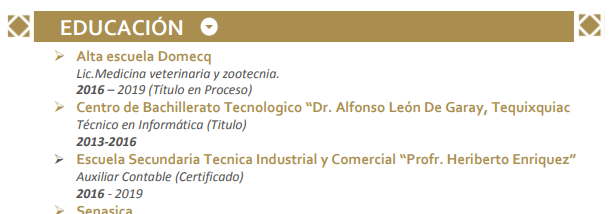 EDUCACIÓN
Alta escuela Domecq
Lic.Medicina veterinaria y zootecnia.
2016 – 2019 (Título en Proceso)
Centro de Bachillerato Tecnologico “Dr. Alfonso León De Garay, Tequixquiac
Técnico en Informática (Titulo)
2013-2016
Escuela Secundaria Tecnica Industrial y Comercial “Profr. Heriberto Enriquez”
Auxiliar Contable (Certificado)
2016 - 2019
Senasica